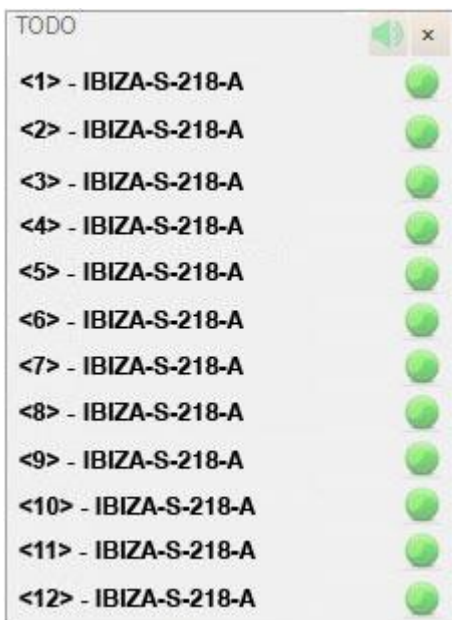 TODO
<1> - IBIZA-S-218-A
<2> - IBIZA-S-218-A
<3> - IBIZA-S-218-A
<4> - IBIZA-S-218-A
<5> - IBIZA-S-218-A
<6> - IBIZA-S-218-A
<7> - IBIZA-S-218-A
<8> - IBIZA-S-218-A
<9> - IBIZA-S-218-A
<10> - IBIZA-S-218-A
<11> - IBIZA-S-218-A
<12> - IBIZA-S-218-A